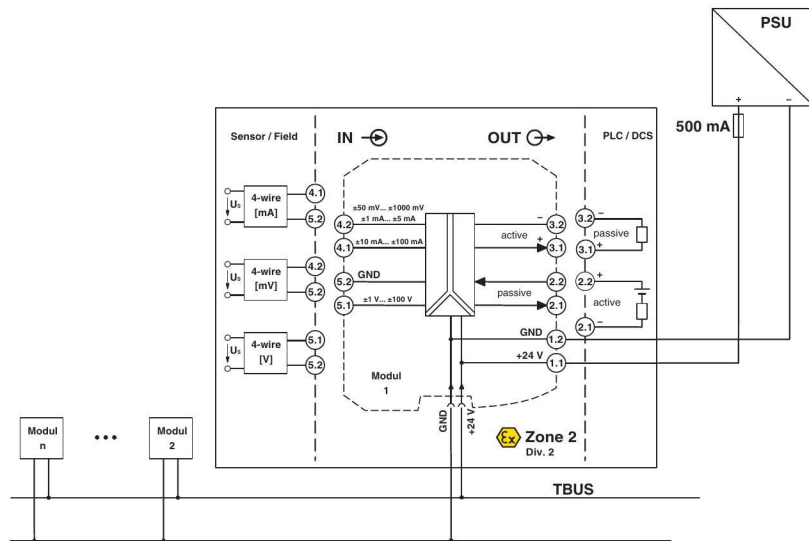 PSU
+ −
500 mA
Sensor / Field
IN
OUT
PLC / DCS
4-wire
[mA]
Us
4.1
5.2
4-wire
[mV]
Us
4.2
5.2
4-wire
[V]
Us
5.1
5.2
±50 mV... ±1000 mV
±1 mA... ±5 mA
4.2
±10 mA... ±100 mA
4.1
GND
5.2
±1 V... ±100 V
5.1
−
3.2
active
+
3.1
2.2
passive
2.1
GND
1.2
+24 V
1.1
3.2
−
passive
3.1
+
2.2
+
active
2.1
−
Modul
1
GND
+24 V
Ex
Zone 2
Div. 2
Modul
n
•••
Modul
2
TBUS